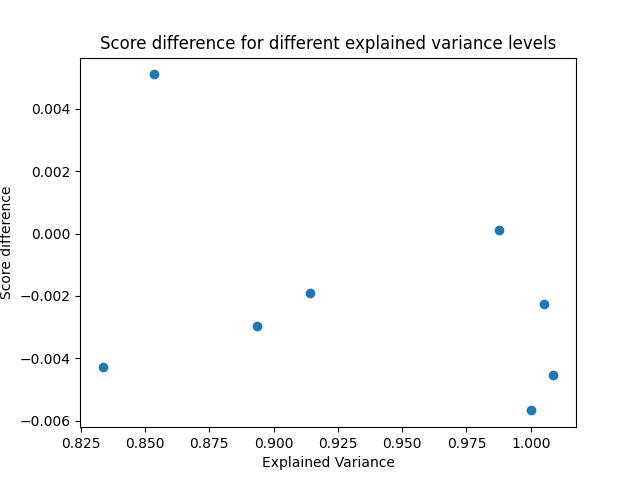 Score difference for different explained variance levels
Score difference
0.004
0.002
0.000
−0.002
−0.004
−0.006
0.825 0.850 0.875 0.900 0.925 0.950 0.975 1.000
Explained Variance